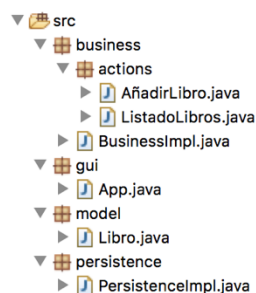 src
business
actions
AñadirLibro.java
ListadoLibros.java
BusinessImpl.java
gui
App.java
model
Libro.java
persistence
PersistenceImpl.java